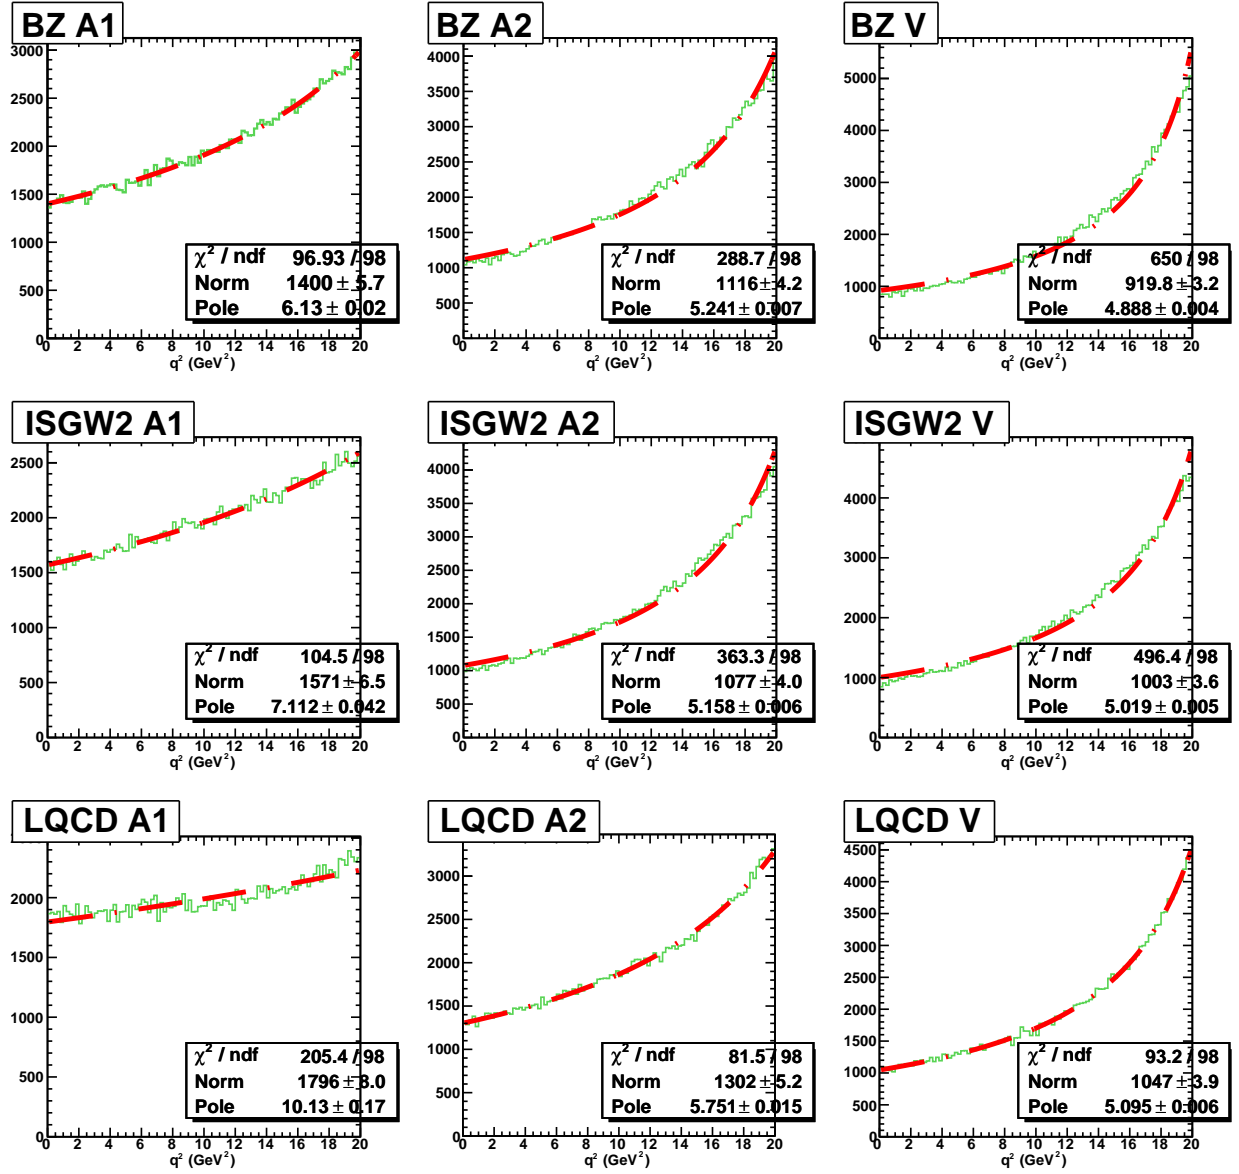 BZ A1
3000
2500
2000
1500
1000
500
0
χ² / ndf 96.93 / 98
Norm 1400 ± 5.7
Pole 6.13 ± 0.02
0 2 4 6 8 10 12 14 16 18 20
q² (GeV²)
BZ A2
4000
3500
3000
2500
2000
1500
1000
500
0
χ² / ndf 288.7 / 98
Norm 1116 ± 4.2
Pole 5.241 ± 0.007
0 2 4 6 8 10 12 14 16 18 20
q² (GeV²)
BZ V
5000
4000
3000
2000
1000
0
χ² / ndf 650 / 98
Norm 919.8 ± 3.2
Pole 4.888 ± 0.004
0 2 4 6 8 10 12 14 16 18 20
q² (GeV²)
ISGW2 A1
2500
2000
1500
1000
500
0
χ² / ndf 104.5 / 98
Norm 1571 ± 6.5
Pole 7.112 ± 0.042
0 2 4 6 8 10 12 14 16 18 20
q² (GeV²)
ISGW2 A2
4000
3500
3000
2500
2000
1500
1000
500
0
χ² / ndf 363.3 / 98
Norm 1077 ± 4.0
Pole 5.158 ± 0.006
0 2 4 6 8 10 12 14 16 18 20
q² (GeV²)
ISGW2 V
4000
3000
2000
1000
0
χ² / ndf 496.4 / 98
Norm 1003 ± 3.6
Pole 5.019 ± 0.005
0 2 4 6 8 10 12 14 16 18 20
q² (GeV²)
LQCD A1
2000
1500
1000
500
0
χ² / ndf 205.4 / 98
Norm 1796 ± 8.0
Pole 10.13 ± 0.17
0 2 4 6 8 10 12 14 16 18 20
q² (GeV²)
LQCD A2
3000
2500
2000
1500
1000
500
0
χ² / ndf 81.5 / 98
Norm 1302 ± 5.2
Pole 5.751 ± 0.015
0 2 4 6 8 10 12 14 16 18 20
q² (GeV²)
LQCD V
4500
4000
3500
3000
2500
2000
1500
1000
500
0
χ² / ndf 93.2 / 98
Norm 1047 ± 3.9
Pole 5.095 ± 0.006
0 2 4 6 8 10 12 14 16 18 20
q² (GeV²)